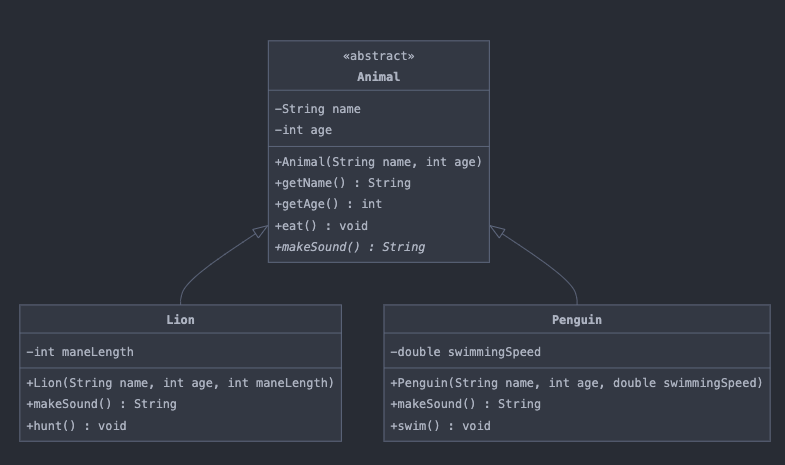 «abstract»
Animal
-String name
-int age
+Animal(String name, int age)
+getName() : String
+getAge() : int
+eat() : void
+makeSound() : String
Lion
-int maneLength
+Lion(String name, int age, int maneLength)
+makeSound() : String
+hunt() : void
Penguin
-double swimmingSpeed
+Penguin(String name, int age, double swimmingSpeed)
+makeSound() : String
+swim() : void